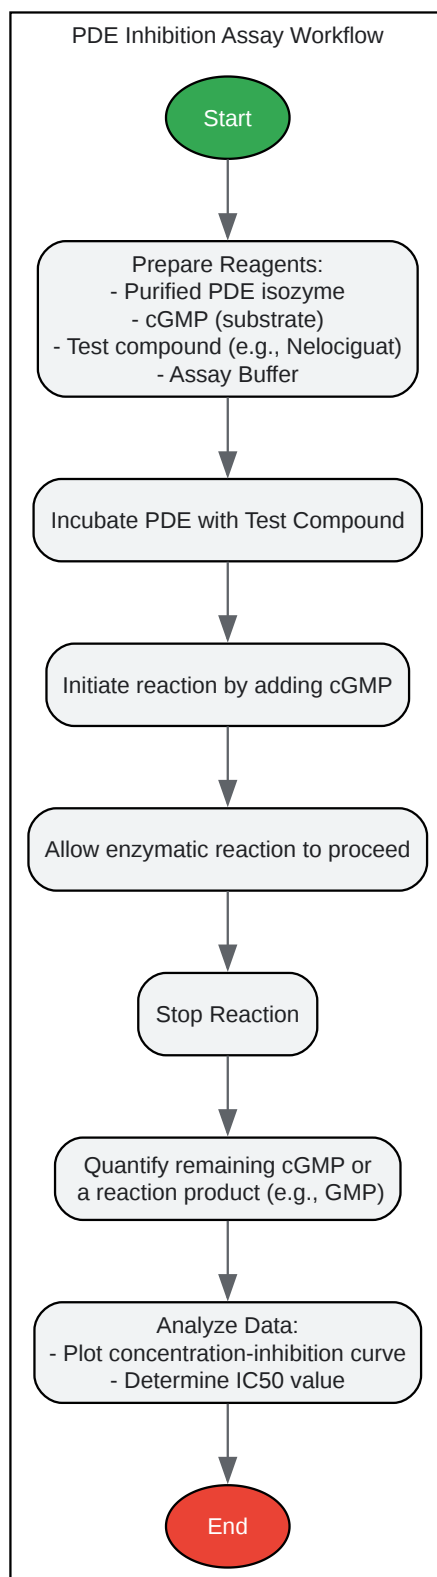 PDE Inhibition Assay Workflow
Start
Prepare Reagents:
- Purified PDE isozyme
- cGMP (substrate)
- Test compound (e.g., Nelociguat)
- Assay Buffer
Incubate PDE with Test Compound
Initiate reaction by adding cGMP
Allow enzymatic reaction to proceed
Stop Reaction
Quantify remaining cGMP or
a reaction product (e.g., GMP)
Analyze Data:
- Plot concentration-inhibition curve
- Determine IC50 value
End